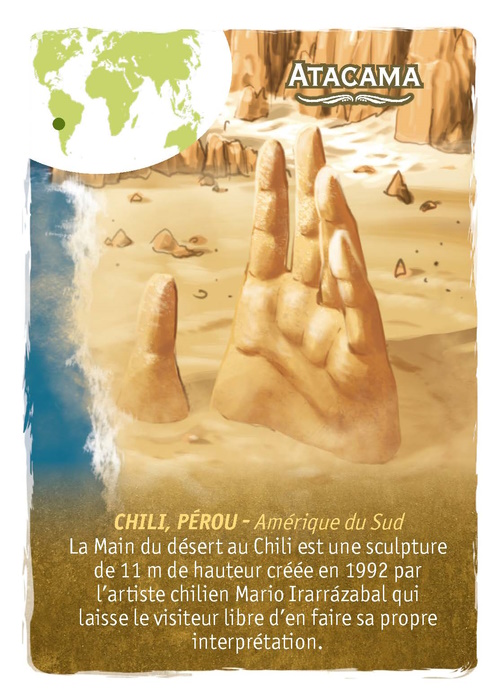 ATACAMA
CHILI, PÉROU - Amérique du Sud
La Main du désert au Chili est une sculpture
de 11 m de hauteur créée en 1992 par
l'artiste chilien Mario Irarrázabal qui
laisse le visiteur libre d'en faire sa propre
interprétation.